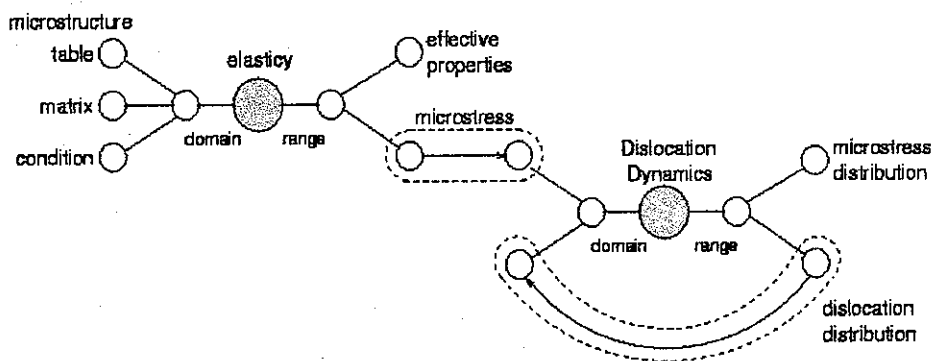 microstructure
table
matrix
condition
elasticy
domain
range
effective
properties
microstress
Dislocation
Dynamics
domain
range
microstress
distribution
dislocation
distribution